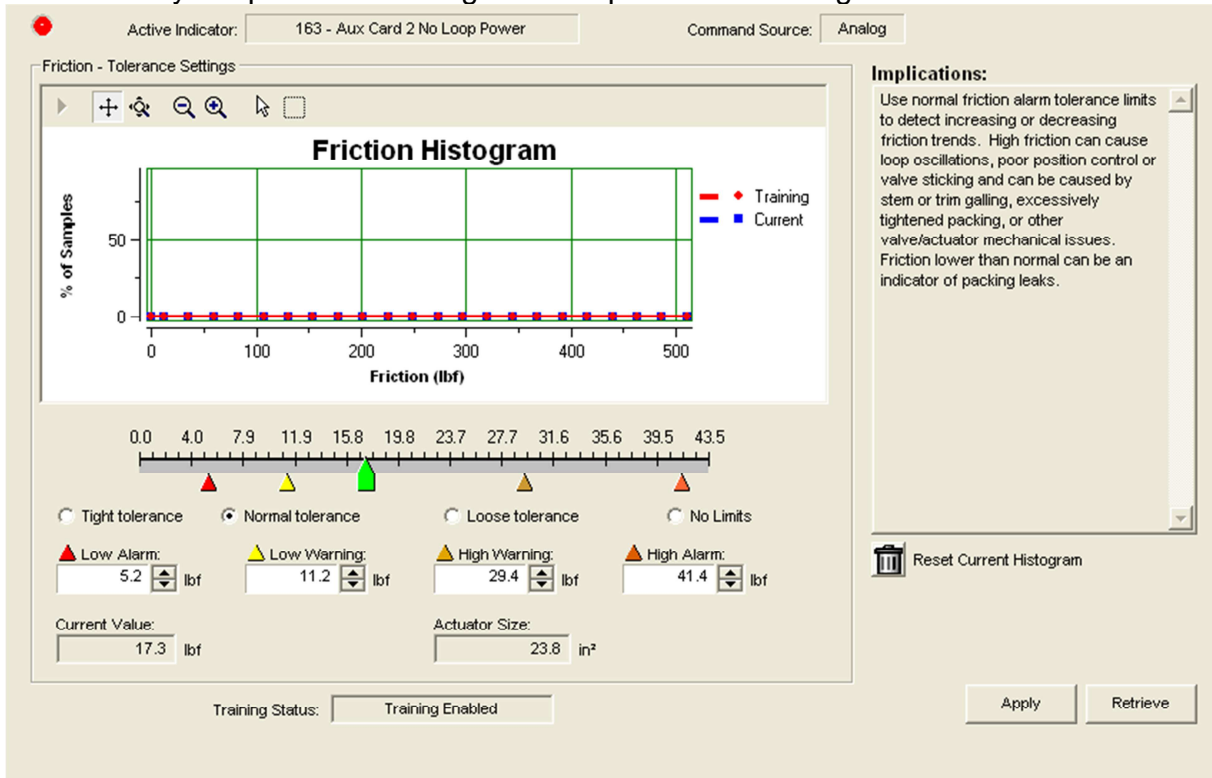 Active Indicator: 163 - Aux Card 2 No Loop Power Command Source: Analog
Friction - Tolerance Settings
Friction Histogram
% of Samples
50
0
0 100 200 300 400 500
Friction (lbf)
Training
Current
0.0 4.0 7.9 11.9 15.8 19.8 23.7 27.7 31.6 35.6 39.5 43.5
Tight tolerance Normal tolerance Loose tolerance No Limits
Low Alarm: Low Warning: High Warning: High Alarm:
5.2 lbf 11.2 lbf 29.4 lbf 41.4 lbf
Current Value: Actuator Size:
17.3 lbf 23.8 in²
Training Status: Training Enabled
Implications:
Use normal friction alarm tolerance limits
to detect increasing or decreasing
friction trends. High friction can cause
loop oscillations, poor position control or
valve sticking and can be caused by
stem or trim galling, excessively
tightened packing, or other
valve/actuator mechanical issues.
Friction lower than normal can be an
indicator of packing leaks.
Reset Current Histogram
Apply Retrieve